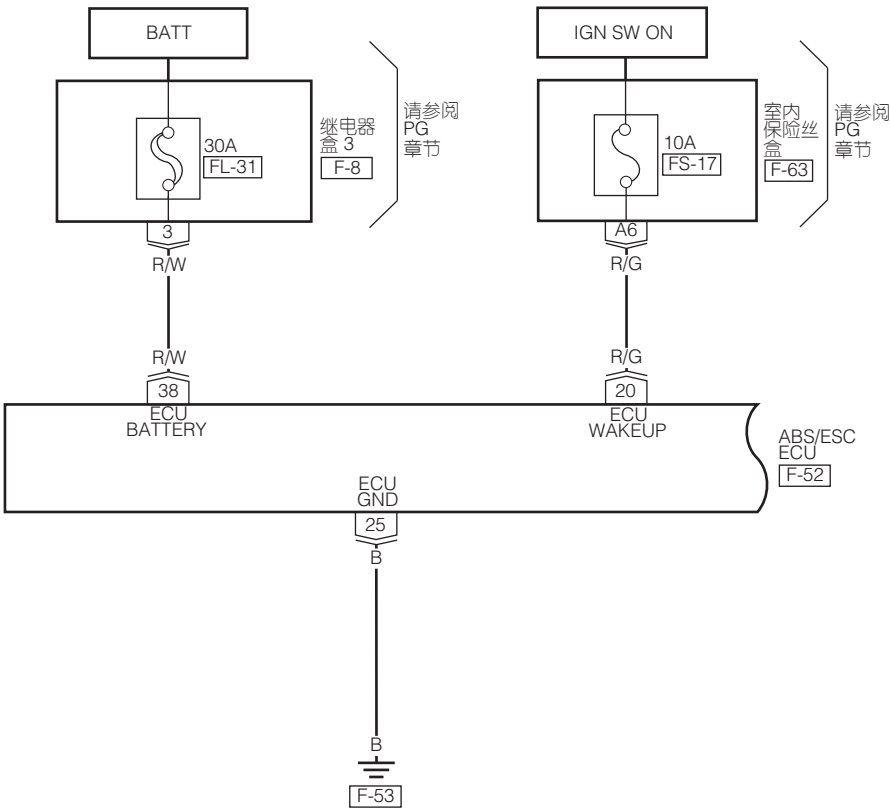 BATT
IGN SW ON
30A
FL-31
继电器
盒 3
F-8
请参阅
PG
章节
10A
FS-17
室内
保险丝
盒
F-63
请参阅
PG
章节
3
A6
R/W
R/G
R/W
R/G
38
20
ECU
BATTERY
ECU
WAKEUP
ABS/ESC
ECU
F-52
ECU
GND
25
B
B
F-53